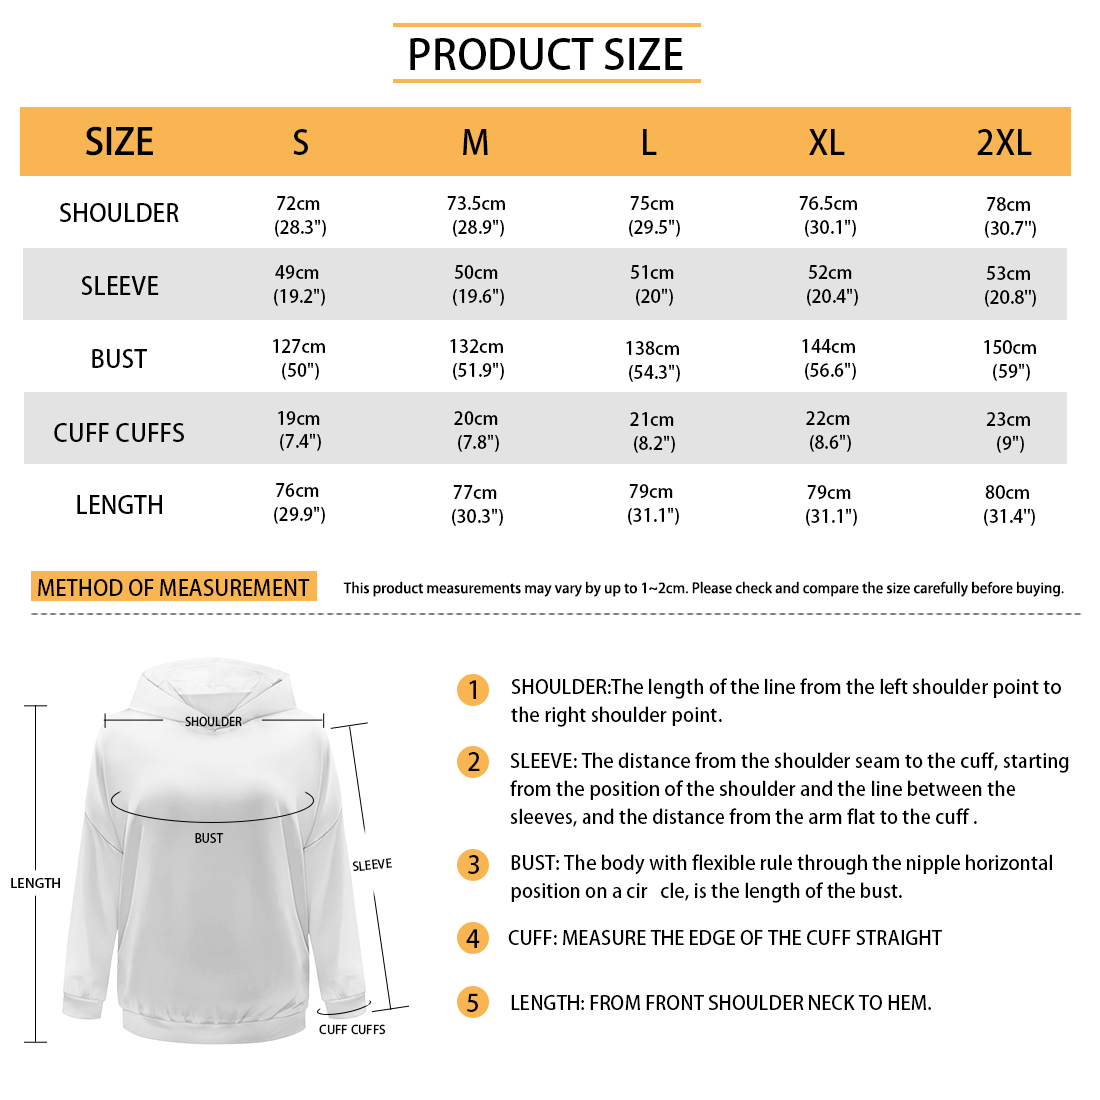 PRODUCT SIZE
SIZE S M L XL 2XL
SHOULDER 72cm 73.5cm 75cm 76.5cm 78cm
(28.3") (28.9") (29.5") (30.1") (30.7")
SLEEVE 49cm 50cm 51cm 52cm 53cm
(19.2") (19.6") (20") (20.4") (20.8")
BUST 127cm 132cm 138cm 144cm 150cm
(50") (51.9") (54.3") (56.6") (59")
CUFF CUFFS 19cm 20cm 21cm 22cm 23cm
(7.4") (7.8") (8.2") (8.6") (9")
LENGTH 76cm 77cm 79cm 79cm 80cm
(29.9") (30.3") (31.1") (31.1") (31.4")
METHOD OF MEASUREMENT This product measurements may vary by up to 1~2cm. Please check and compare the size carefully before buying.
SHOULDER
BUST
SLEEVE
LENGTH
CUFF CUFFS
1 SHOULDER:The length of the line from the left shoulder point to
the right shoulder point.
2 SLEEVE: The distance from the shoulder seam to the cuff, starting
from the position of the shoulder and the line between the
sleeves, and the distance from the arm flat to the cuff .
3 BUST: The body with flexible rule through the nipple horizontal
position on a cir cle, is the length of the bust.
4 CUFF: MEASURE THE EDGE OF THE CUFF STRAIGHT
5 LENGTH: FROM FRONT SHOULDER NECK TO HEM.